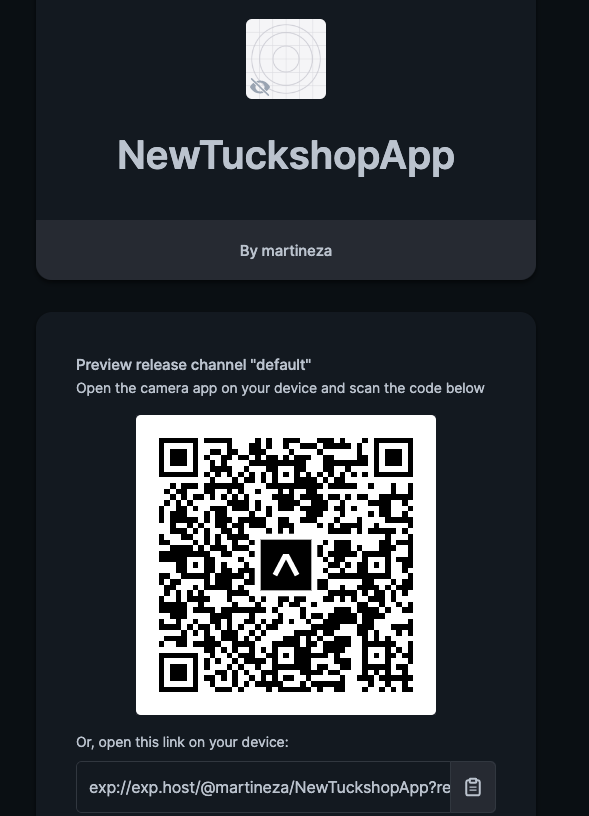 NewTuckshopApp
By martineza
Preview release channel "default"
Open the camera app on your device and scan the code below
Or, open this link on your device:
exp://exp.host/@martineza/NewTuckshopApp?re